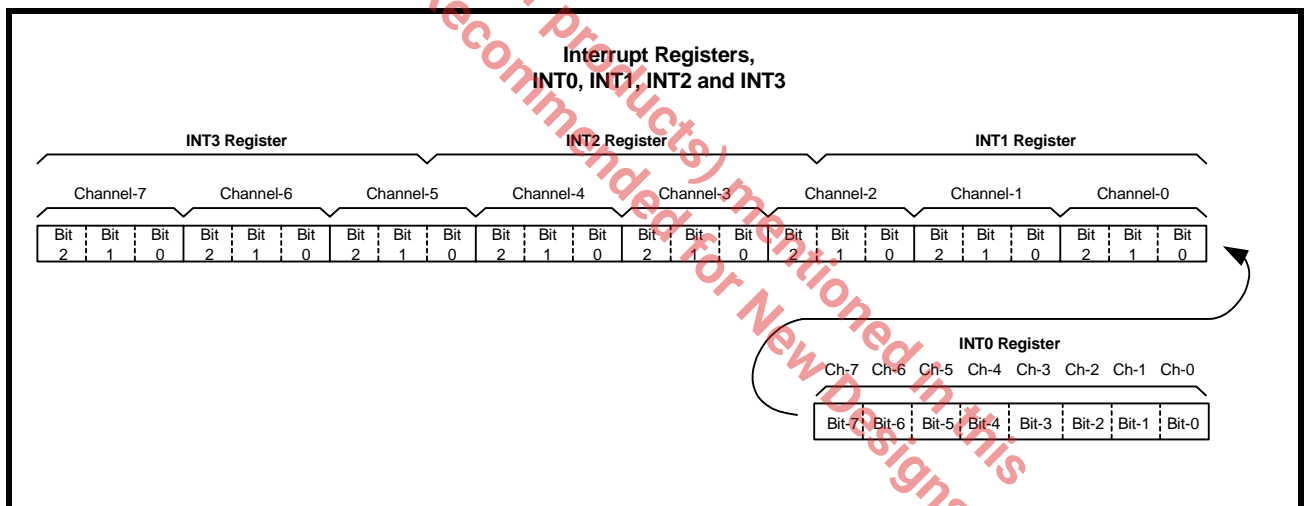 Interrupt Registers,
INT0, INT1, INT2 and INT3
INT3 Register INT2 Register INT1 Register
Channel-7 Channel-6 Channel-5 Channel-4 Channel-3 Channel-2 Channel-1 Channel-0
Bit Bit Bit Bit Bit Bit Bit Bit Bit Bit Bit Bit Bit Bit Bit Bit Bit Bit Bit Bit Bit Bit Bit Bit
2 1 0 2 1 0 2 1 0 2 1 0 2 1 0 2 1 0 2 1 0 2 1 0
INT0 Register
Ch-7 Ch-6 Ch-5 Ch-4 Ch-3 Ch-2 Ch-1 Ch-0
Bit-7 Bit-6 Bit-5 Bit-4 Bit-3 Bit-2 Bit-1 Bit-0
products) mentioned in this
Recommended for New Designs